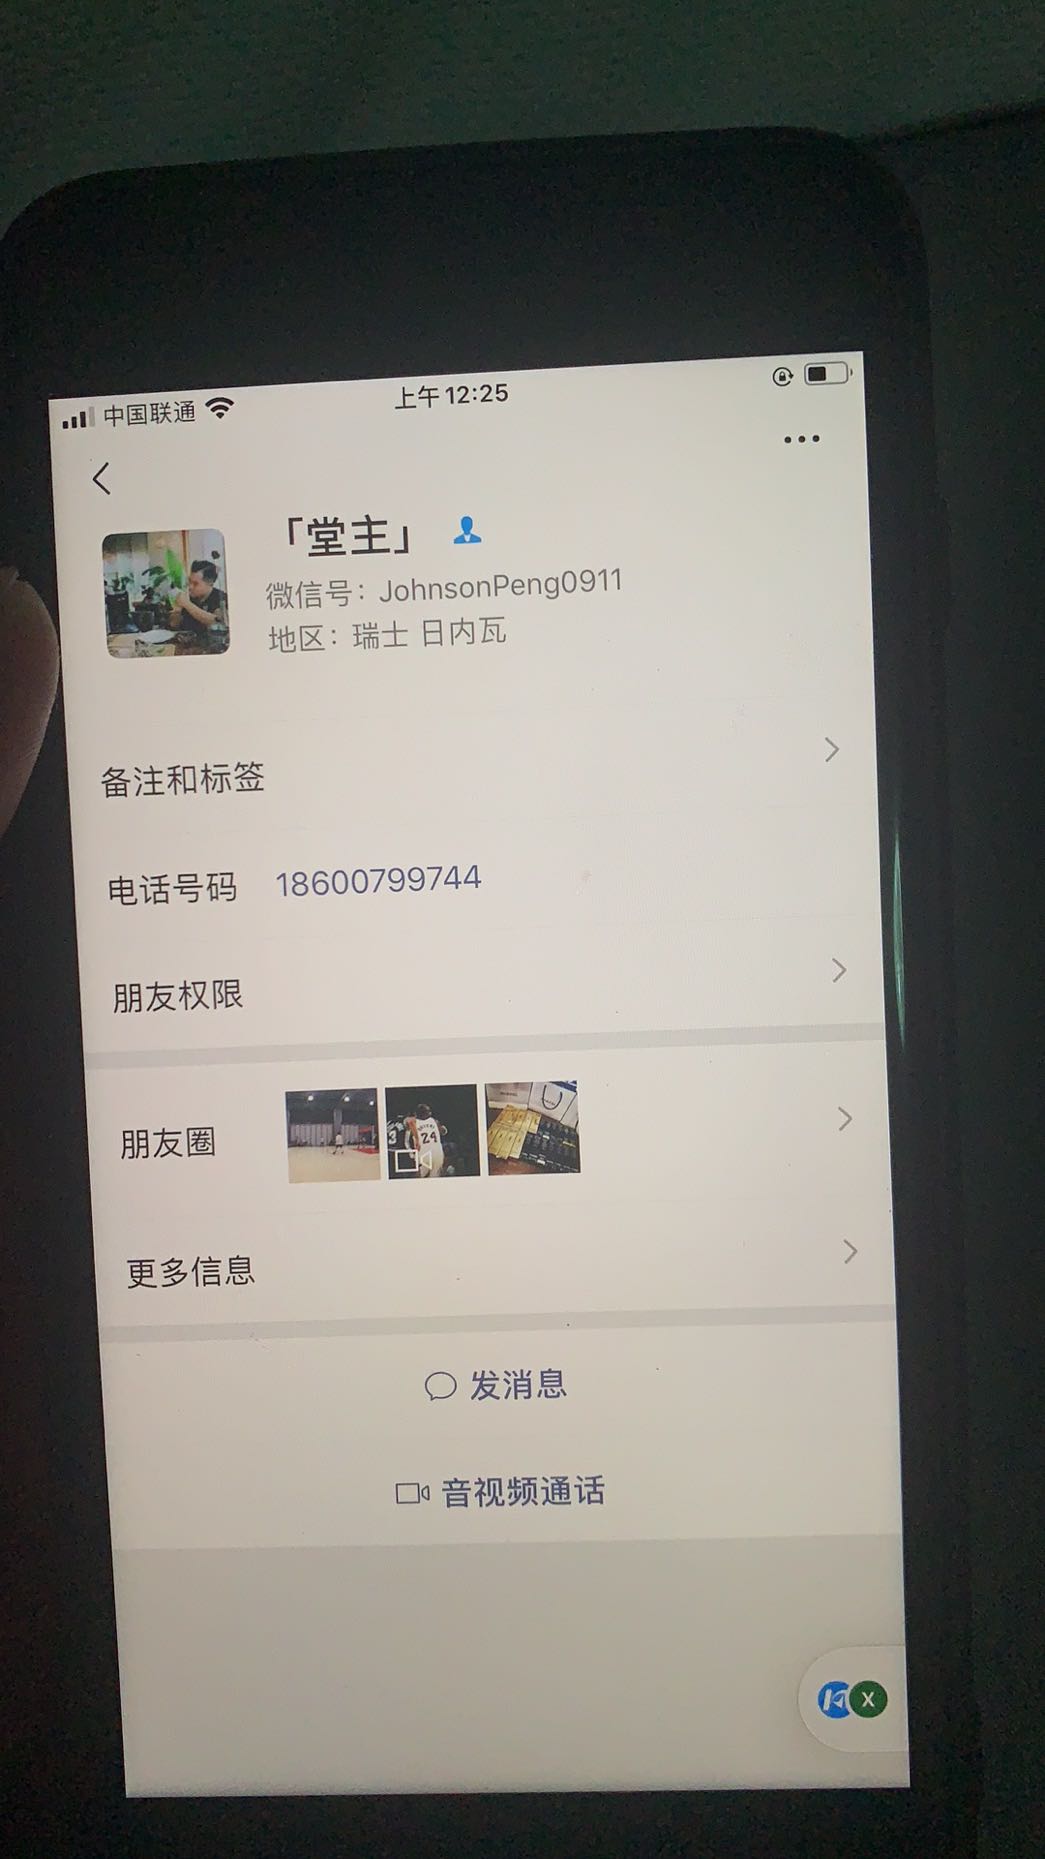 中国联通
上午12:25
「堂主」
微信号：JohnsonPeng0911
地区：瑞士 日内瓦
备注和标签
电话号码 18600799744
朋友权限
朋友圈
24
更多信息
发消息
音视频通话
X